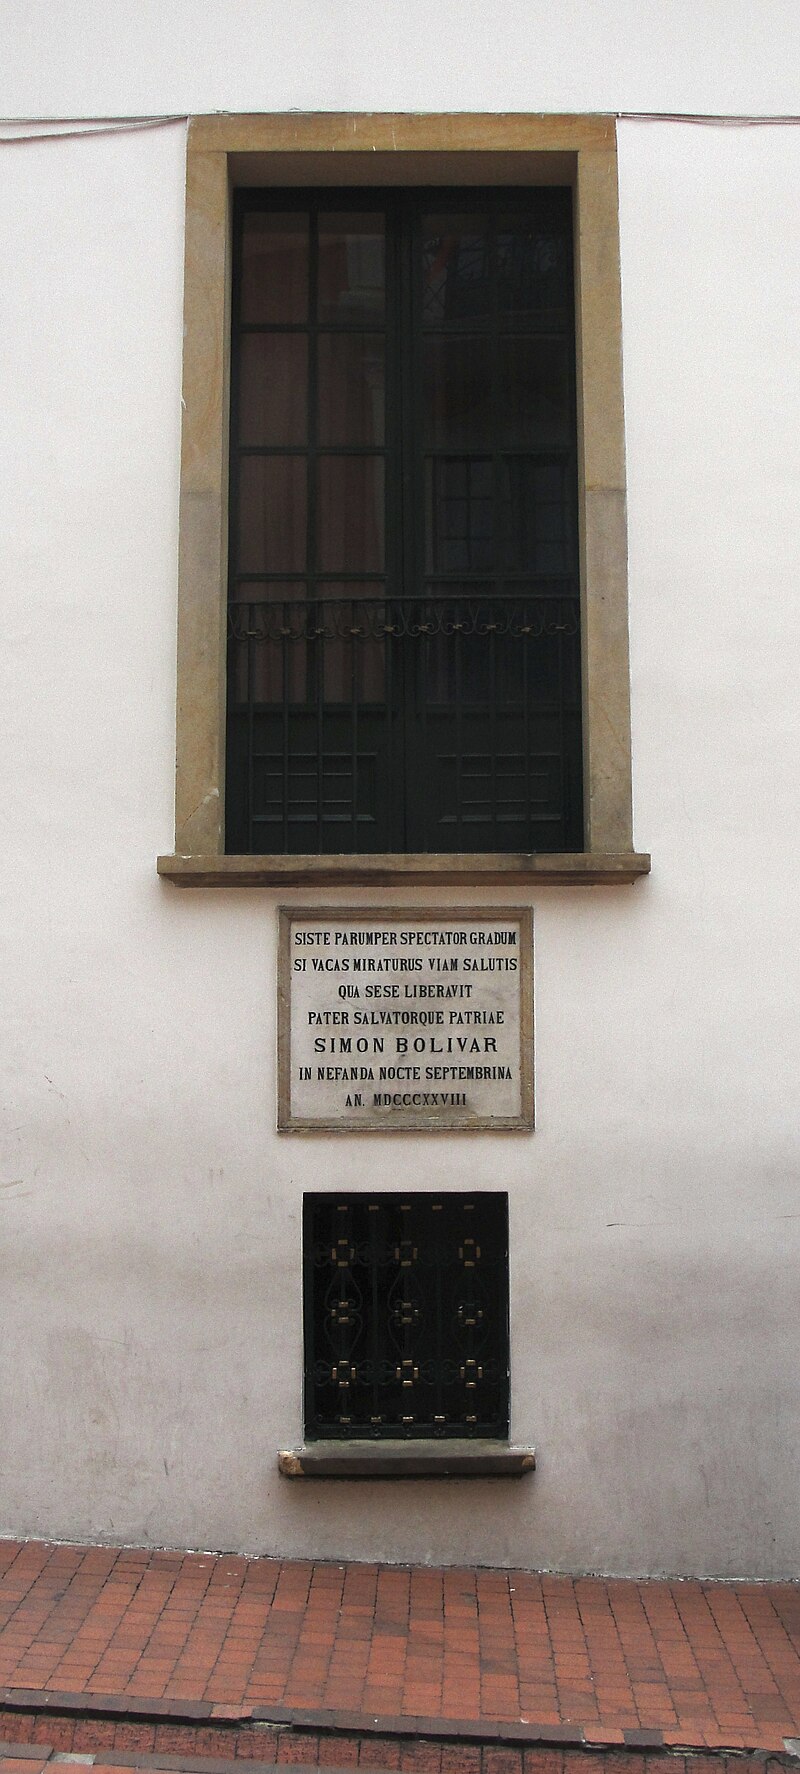 SISTE PARUMPER SPECTATOR GRADUM
SI VACAS MIRATURUS VIAM SALUTIS
QUA SESE LIBERAVIT
PATER SALVATORQUE PATRIAE
SIMON BOLIVAR
IN NEFANDA NOCTE SEPTEMBRINA
AN. MDCCCXXVIII